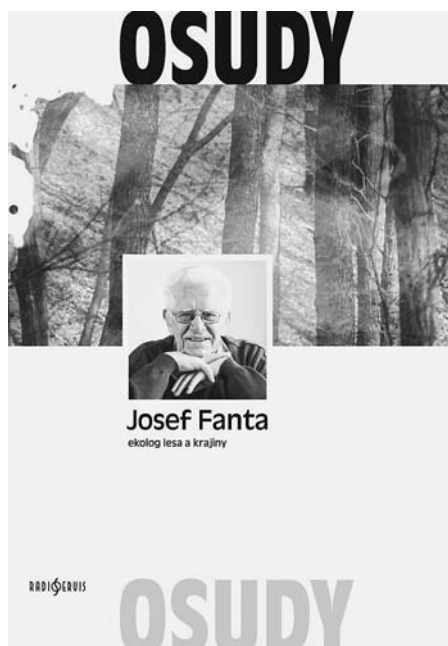 OSUDY
Josef Fanta
ekolog lesa a krajiny
RADIOSERVIS
OSUDY